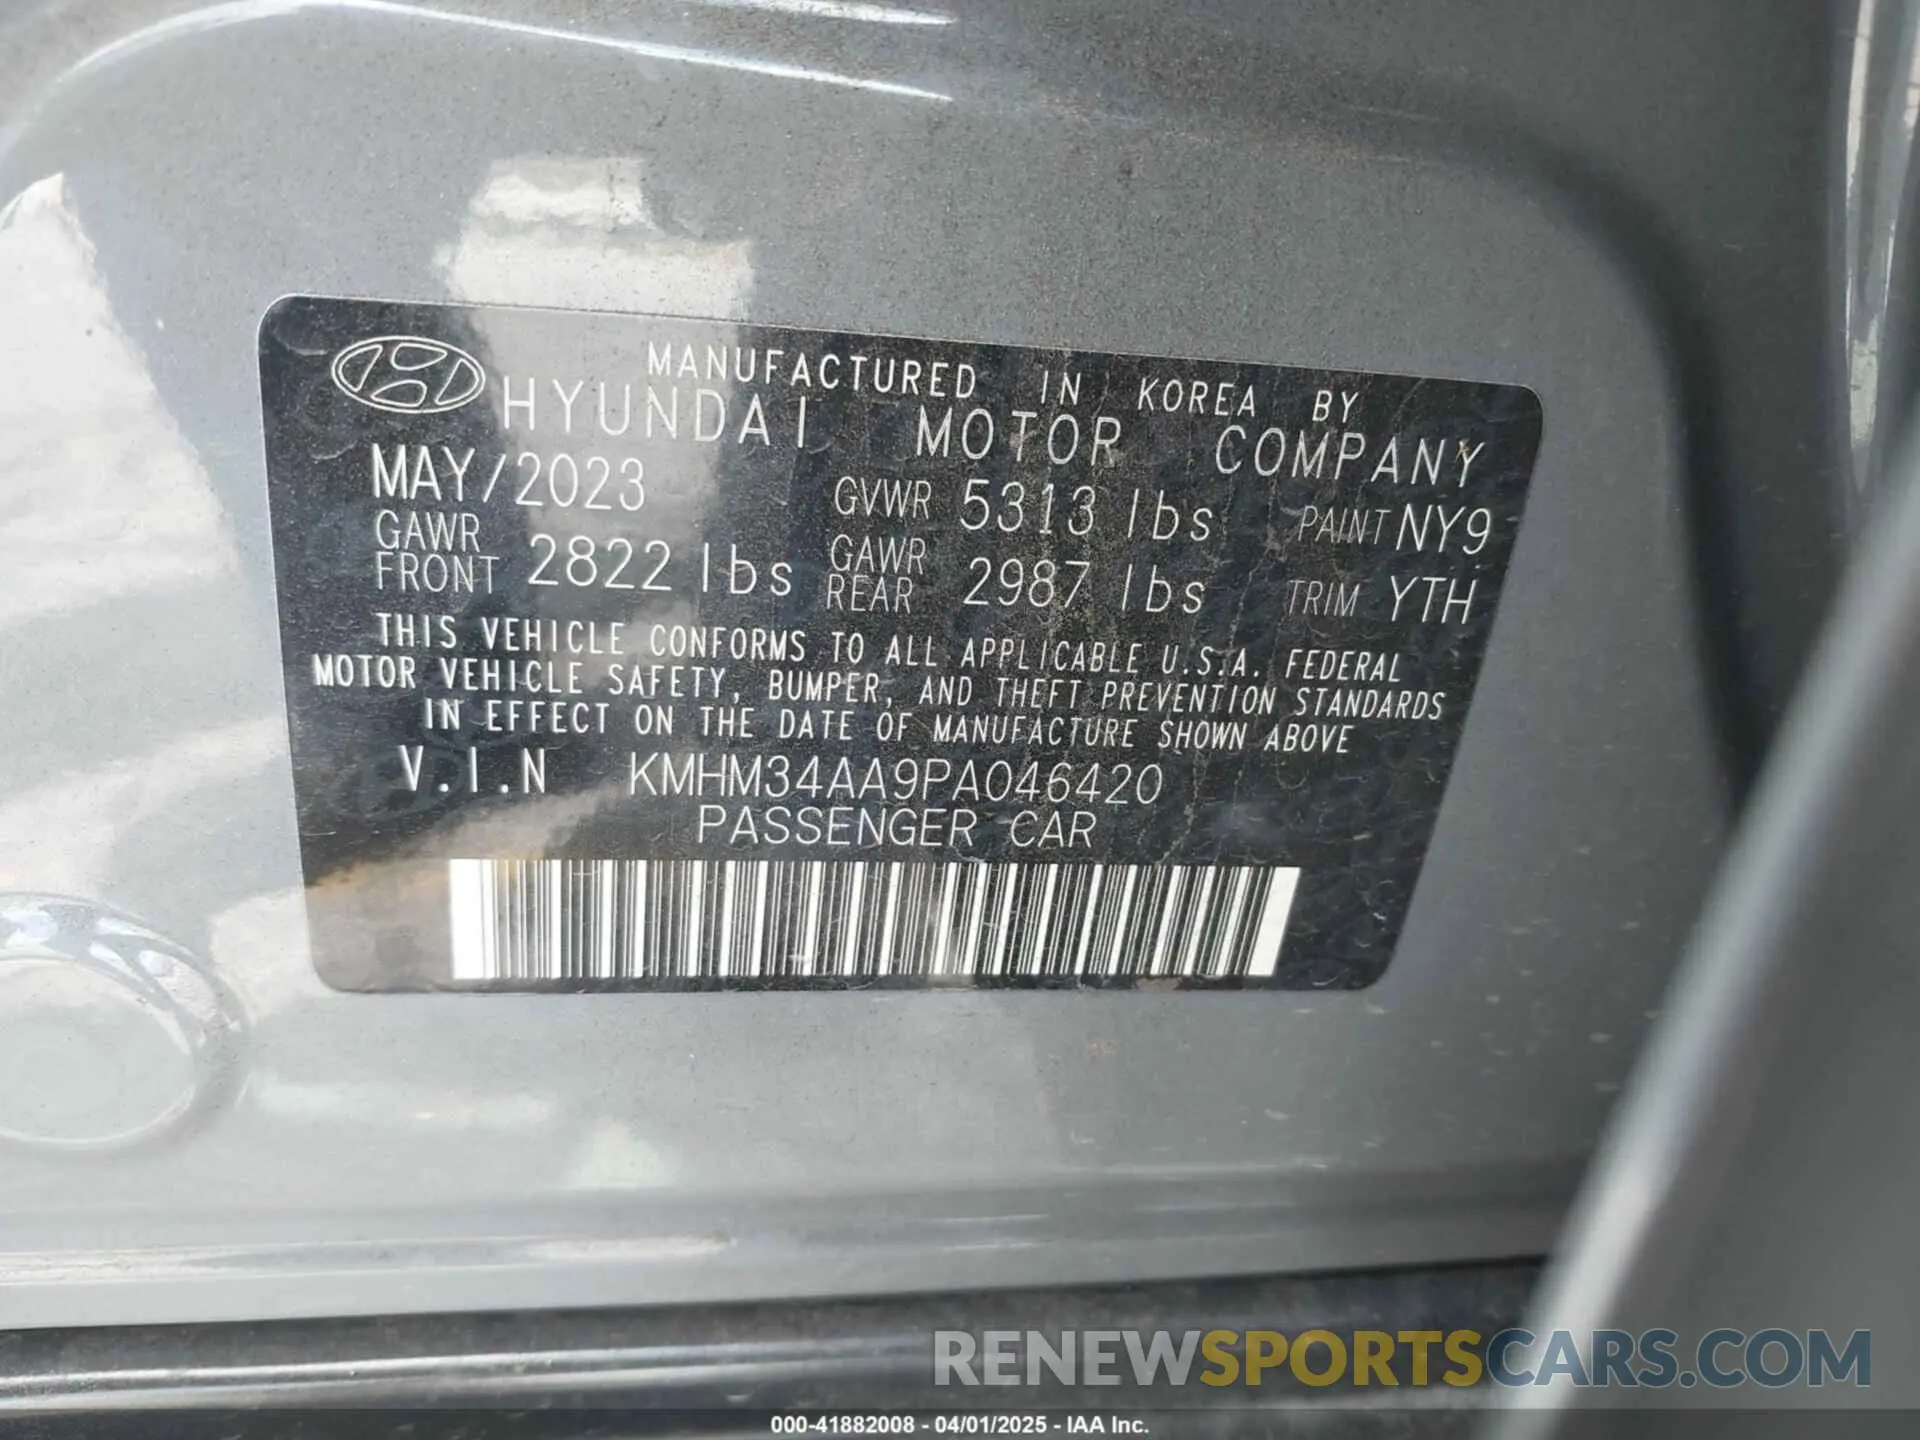 MANUFACTURED IN KOREA BY
HYUNDAI MOTOR COMPANY
MAY/2023 GVWR 5313 lbs PAINT NY9
GAWR FRONT 2822 lbs GAWR REAR 2987 lbs TRIM YTH
THIS VEHICLE CONFORMS TO ALL APPLICABLE U.S.A. FEDERAL
MOTOR VEHICLE SAFETY, BUMPER, AND THEFT PREVENTION STANDARDS
IN EFFECT ON THE DATE OF MANUFACTURE SHOWN ABOVE
V.I.N KMHM34AA9PA046420
PASSENGER CAR
RENEWSPORTSCARS.COM
000-41882008 - 04/01/2025 - IAA Inc.